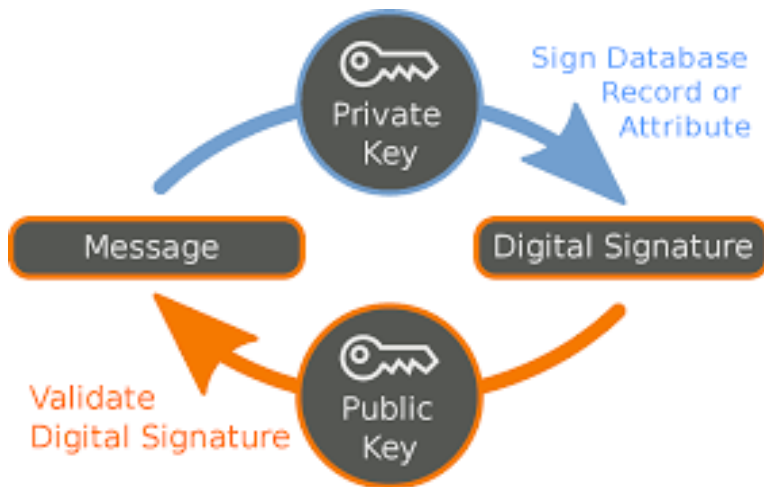 Private
Key
Sign Database
Record or
Attribute
Message
Digital Signature
Public
Key
Validate
Digital Signature